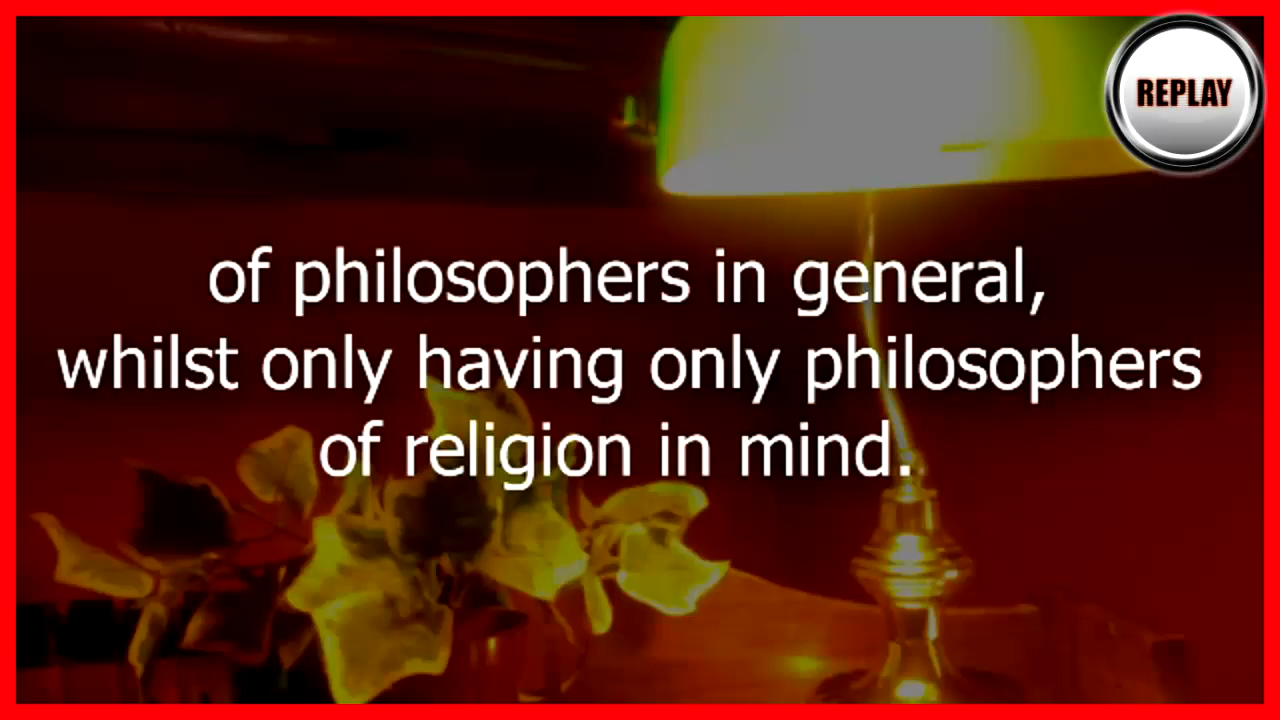 REPLAY
of philosophers in general,
whilst only having only philosophers
of religion in mind.